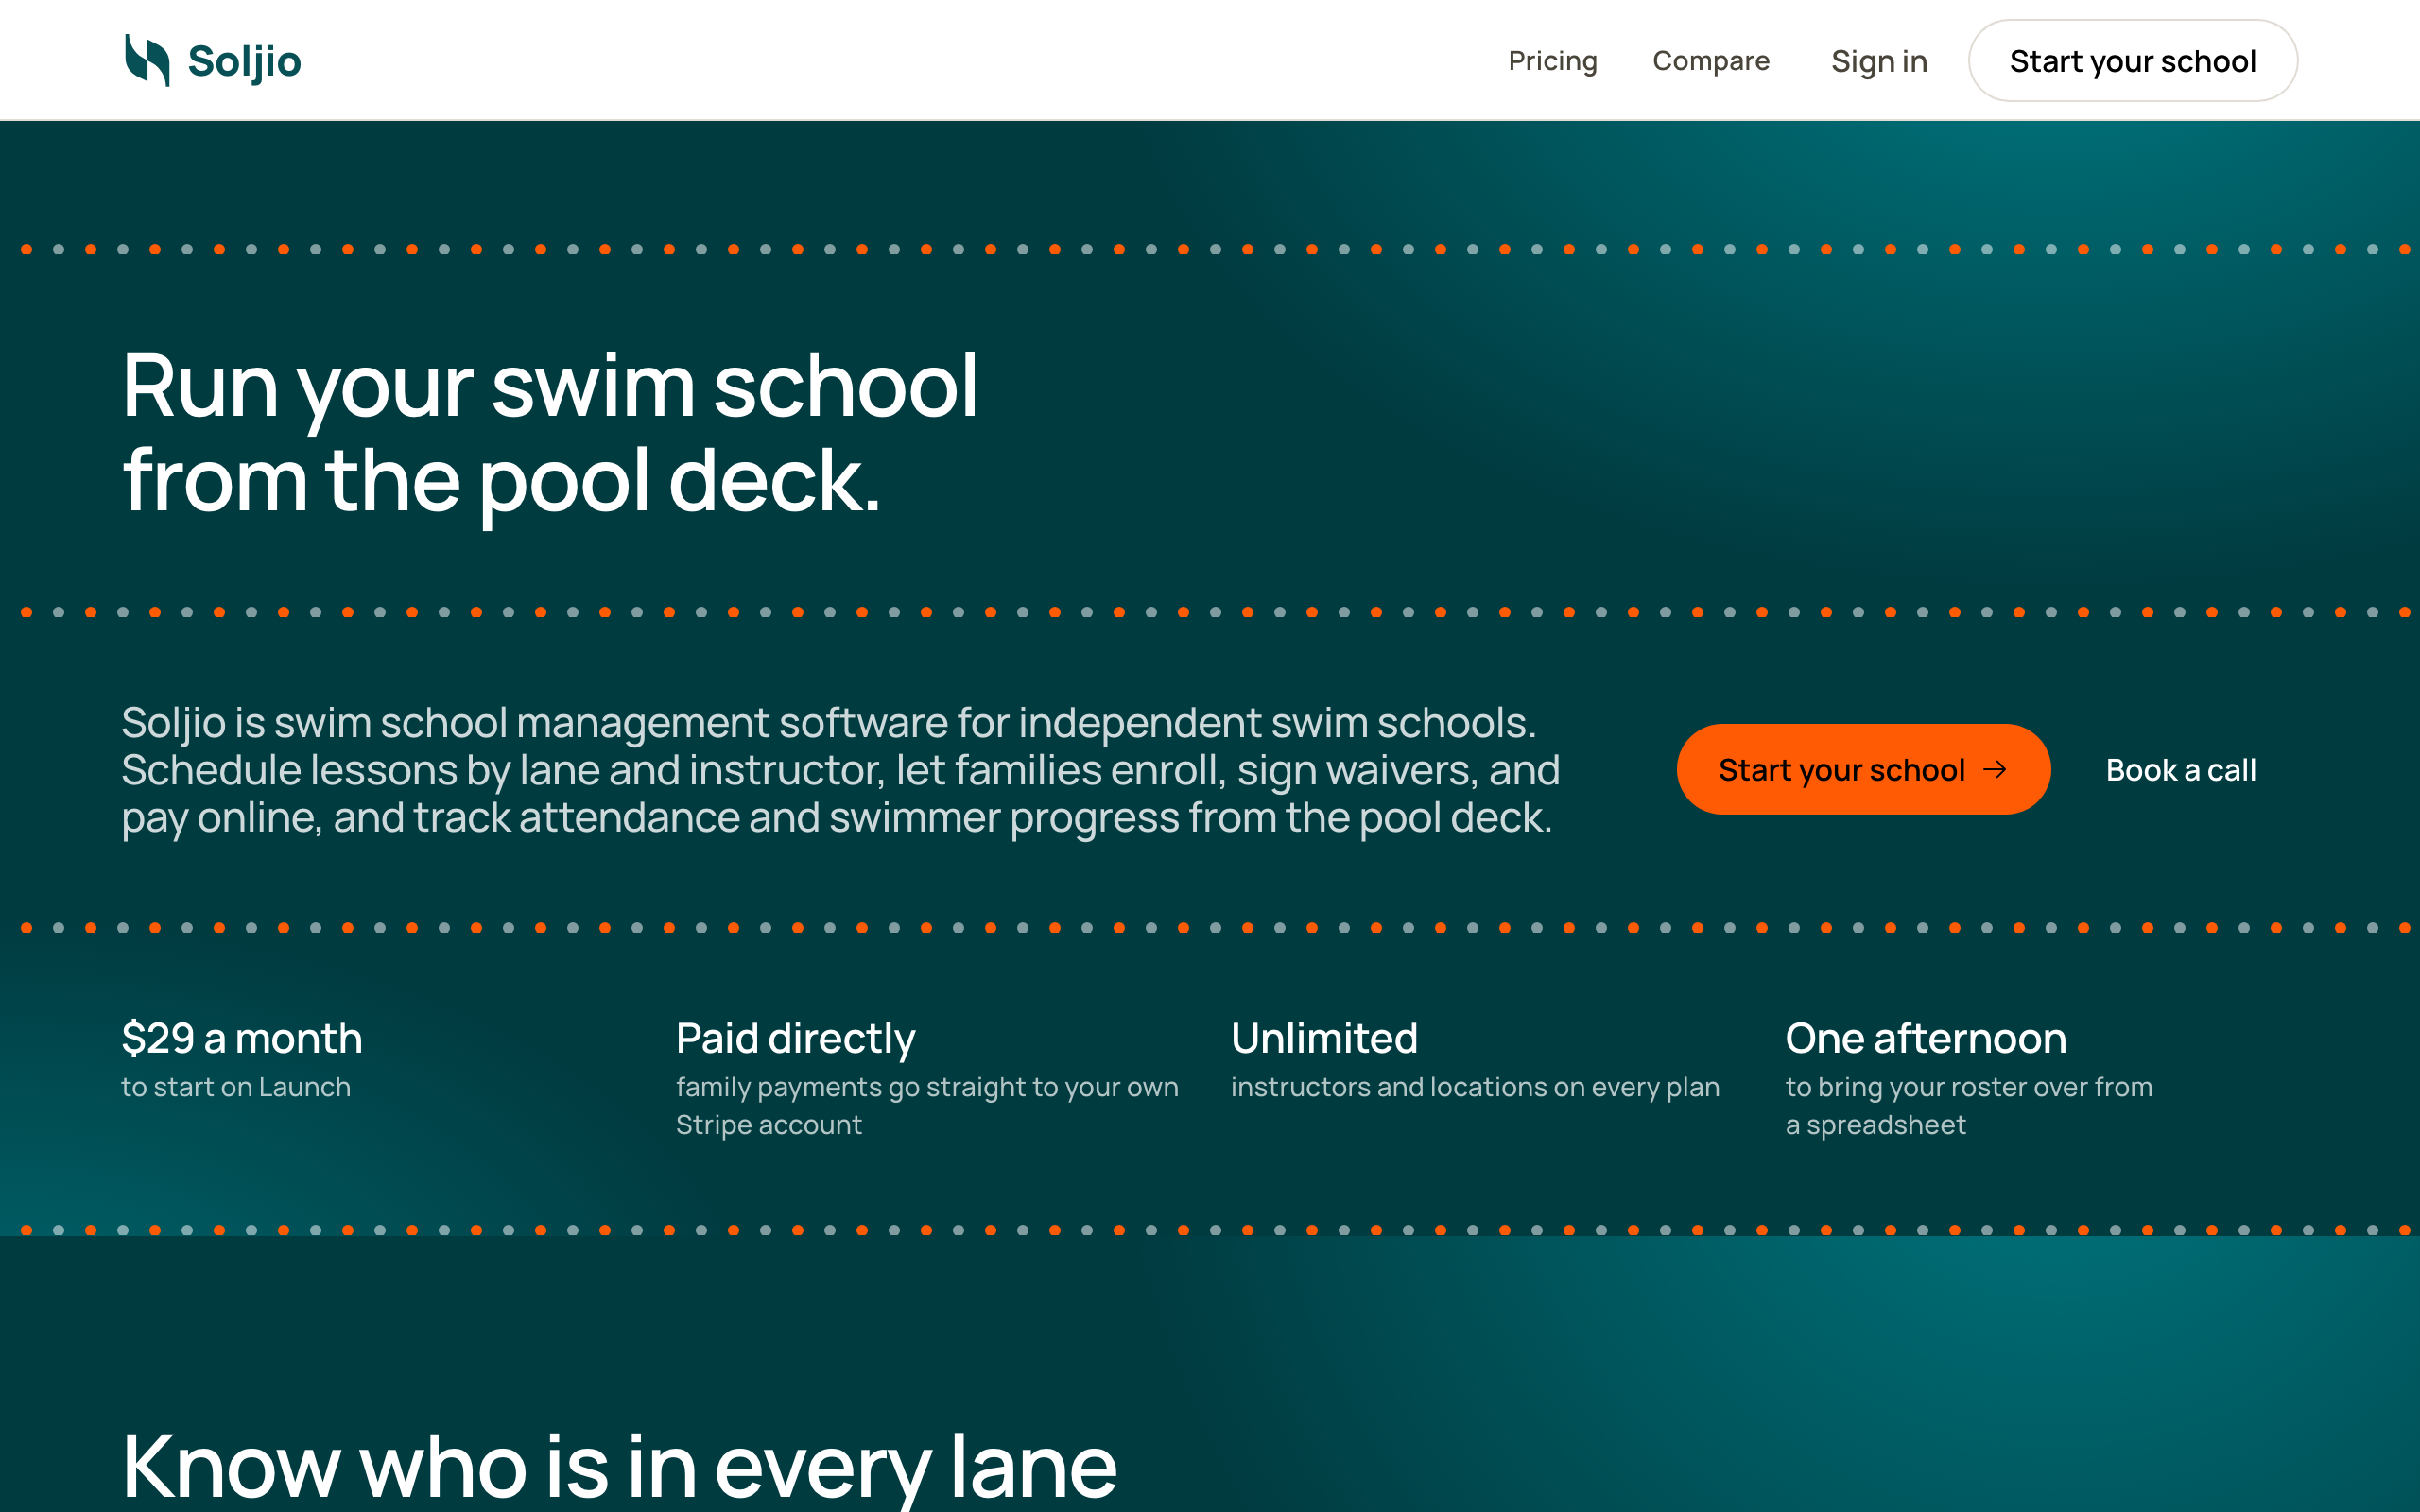 Soljio
Pricing
Compare
Sign in
Start your school
Run your swim school
from the pool deck.
Soljio is swim school management software for independent swim schools.
Schedule lessons by lane and instructor, let families enroll, sign waivers, and
pay online, and track attendance and swimmer progress from the pool deck.
Start your school →
Book a call
$29 a month
to start on Launch
Paid directly
family payments go straight to your own
Stripe account
Unlimited
instructors and locations on every plan
One afternoon
to bring your roster over from
a spreadsheet
Know who is in every lane